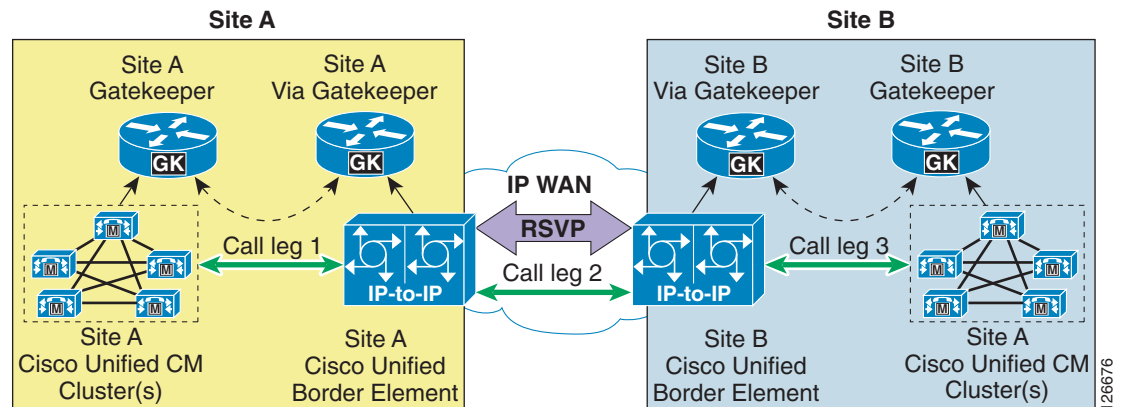 Site A
Site B
Site A
Gatekeeper
Site A
Via Gatekeeper
Site B
Via Gatekeeper
Site B
Gatekeeper
GK
GK
GK
GK
IP WAN
RSVP
Call leg 1
Call leg 2
Call leg 3
M
M
M
M
M
M
M
M
M
M
IP-to-IP
IP-to-IP
Site A
Cisco Unified CM
Cluster(s)
Site A
Cisco Unified
Border Element
Site B
Cisco Unified
Border Element
Site A
Cisco Unified CM
Cluster(s)
126676